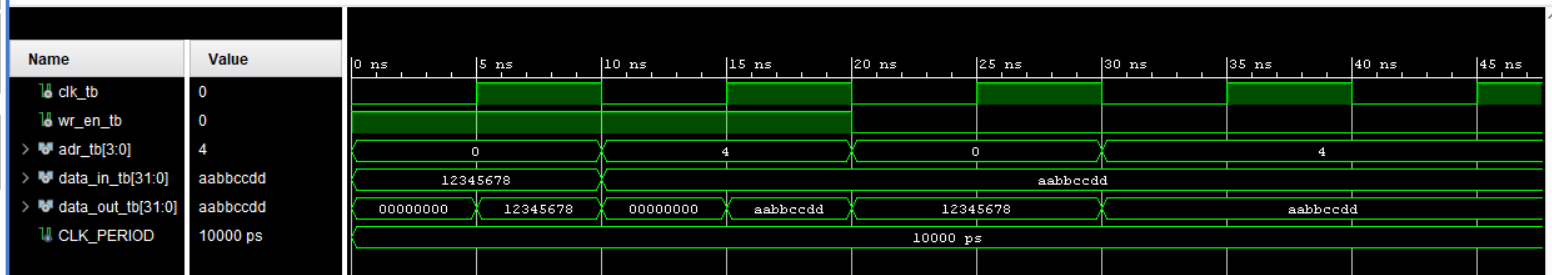 Name Value
0 ns 5 ns 10 ns 15 ns 20 ns 25 ns 30 ns 35 ns 40 ns 45 ns
clk_tb 0
wr_en_tb 0
adr_tb[3:0] 4 0 4 0 4
data_in_tb[31:0] aabbccdd 12345678 aabbccdd
data_out_tb[31:0] aabbccdd 00000000 12345678 00000000 aabbccdd 12345678 aabbccdd
CLK_PERIOD 10000 ps 10000 ps